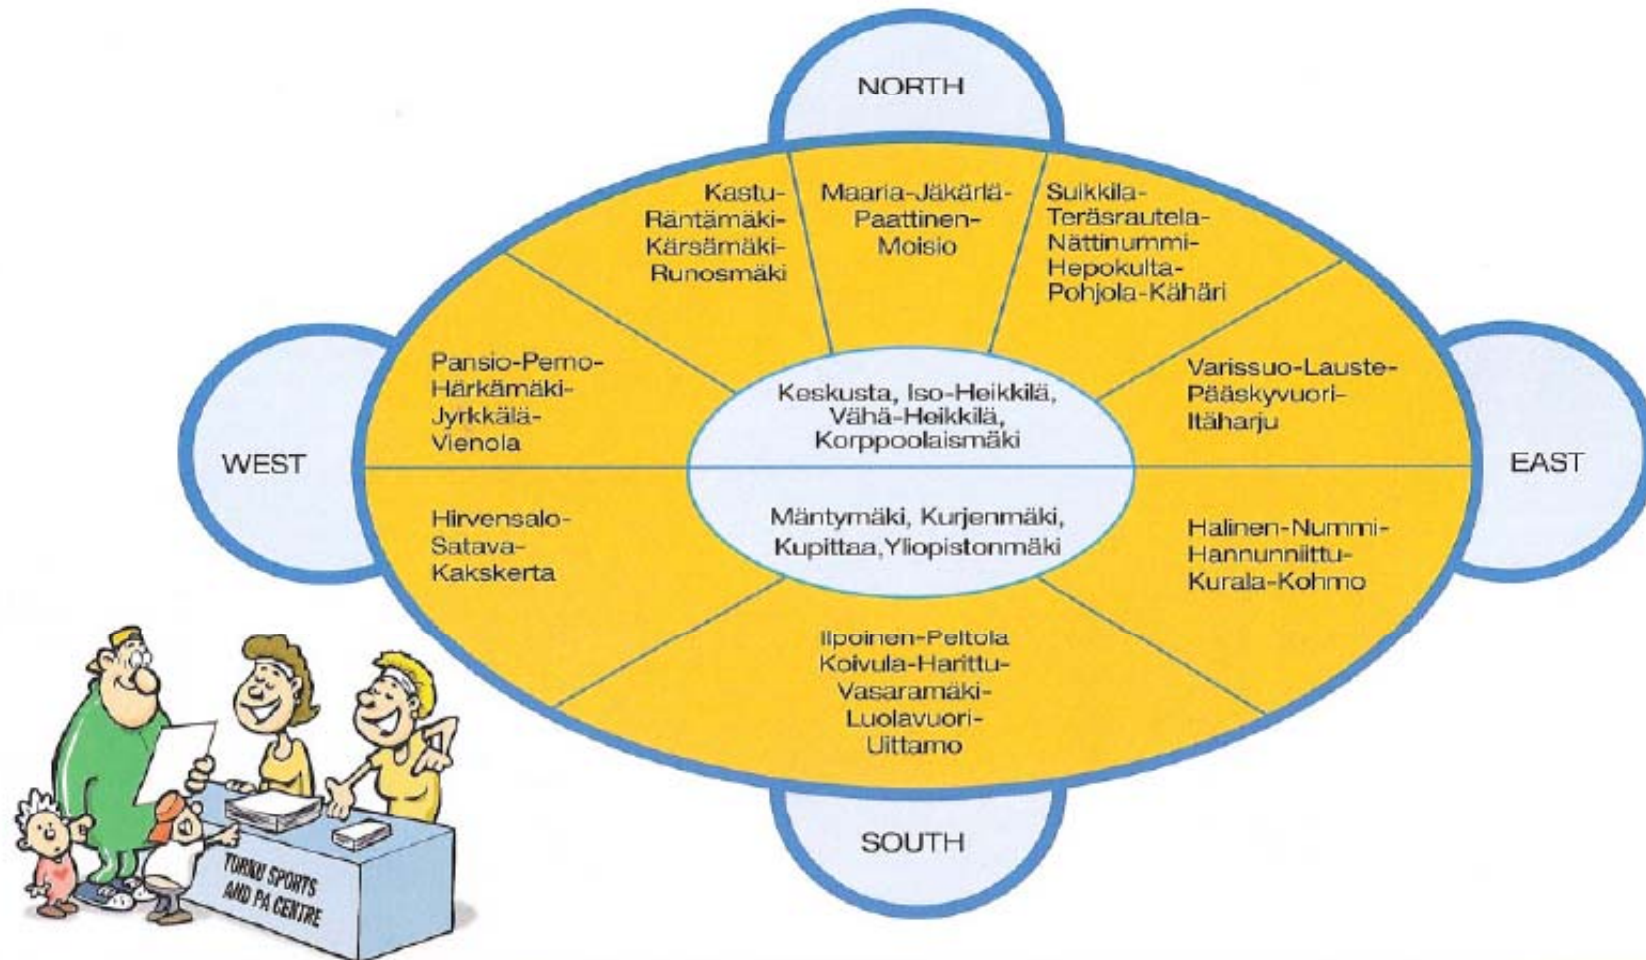 NORTH
Kastu-
Räntämäki-
Kärsämäki-
Runosmäki
Maaria-Jäkärlä-
Paattinen-
Moisio
Suikkila-
Teräsrautela-
Nättinummi-
Hepokulta-
Pohjola-Kähäri
Pansio-Perno-
Härkämäki-
Jyrkkälä-
Vienola
Keskusta, Iso-Heikkilä,
Vähä-Heikkilä,
Korppoolaismäki
Varissuo-Lauste-
Pääskyvuori-
Itäharju
WEST
EAST
Hirvensalo-
Satava-
Kakskerta
Mäntymäki, Kurjenmäki,
Kupittaa,Yliopistonmäki
Halinen-Nummi-
Hannunniittu-
Kurala-Kohmo
Ilpoinen-Peltola
Koivula-Harittu-
Vasaramäki-
Luolavuori-
Uittamo
SOUTH
TURKU SPORTS
AND PA CENTRE